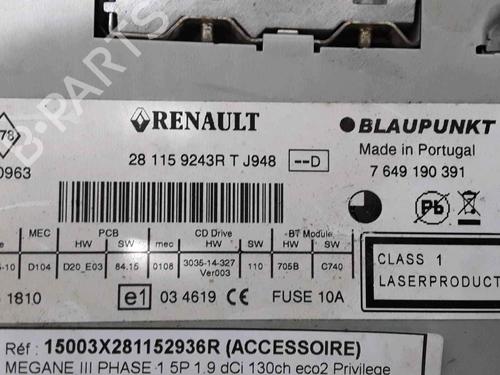 B-PARTS
78
RENAULT
BLAUPUNKT
28 115 9243R T J948
--D
Made in Portugal
7 649 190 391
0963
Pb
MEC PCB CD Drive BT Module
HW SW mec HW SW HW SW
D104 D20_E03 64.15 0108 3035-14-327 Ver003 110 705B C740
CLASS 1
LASERPRODUCT
1810
e1 03 4619 CE FUSE 10A
Réf : 15003X281152936R (ACCESSOIRE)
MEGANE III PHASE 1 5P 1.9 dCi 130ch eco2 Privilege